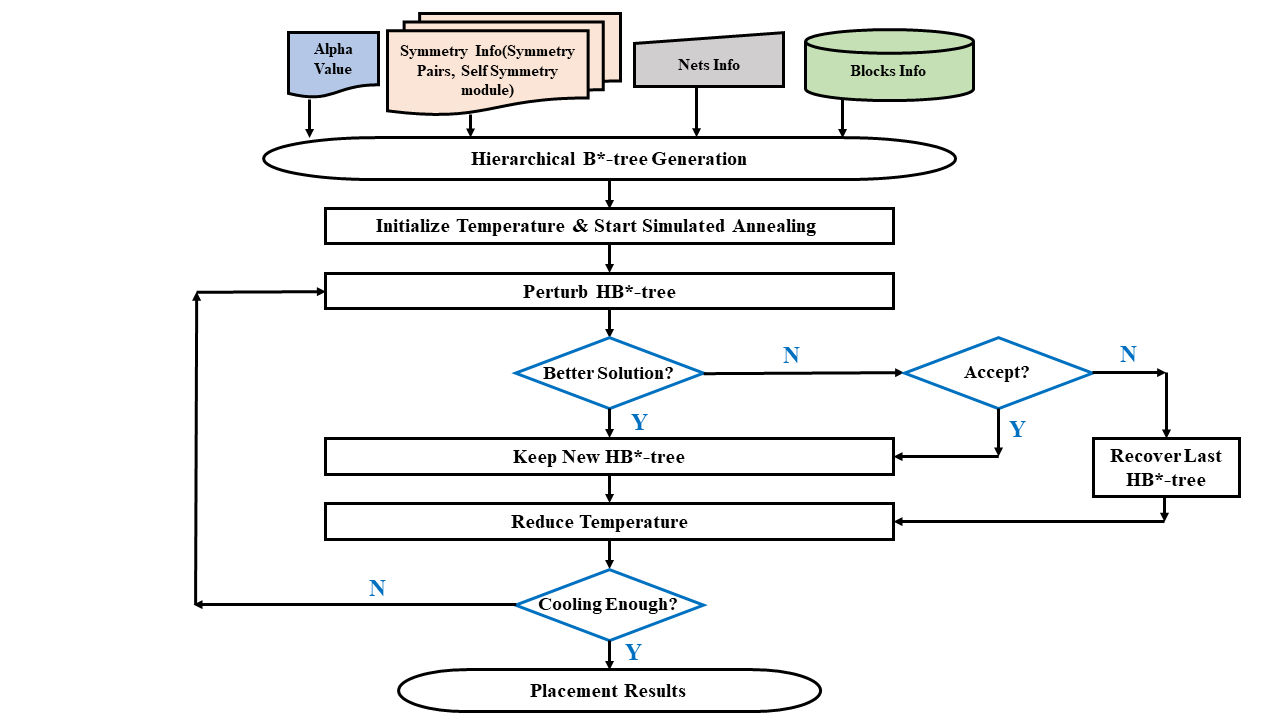 Alpha
Value
Symmetry Info(Symmetry
Pairs, Self Symmetry
module)
Nets Info
Blocks Info
Hierarchical B*-tree Generation
Initialize Temperature & Start Simulated Annealing
Perturb HB*-tree
Better Solution?
N
Accept?
N
Y
Y
Keep New HB*-tree
Recover Last
HB*-tree
Reduce Temperature
N
Cooling Enough?
Y
Placement Results